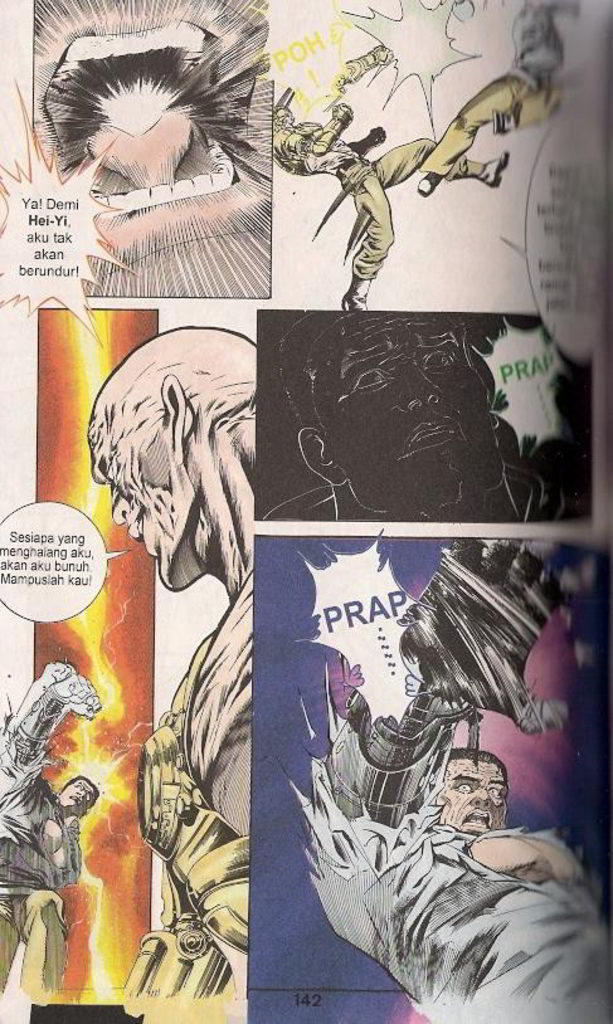 POH
!
Ya! Demi
Hei-Yi,
aku tak
akan
berundur!
PRAP
Sesiapa yang
menghalang aku,
akan aku bunuh.
Mampuslah kau!
PRAP
142